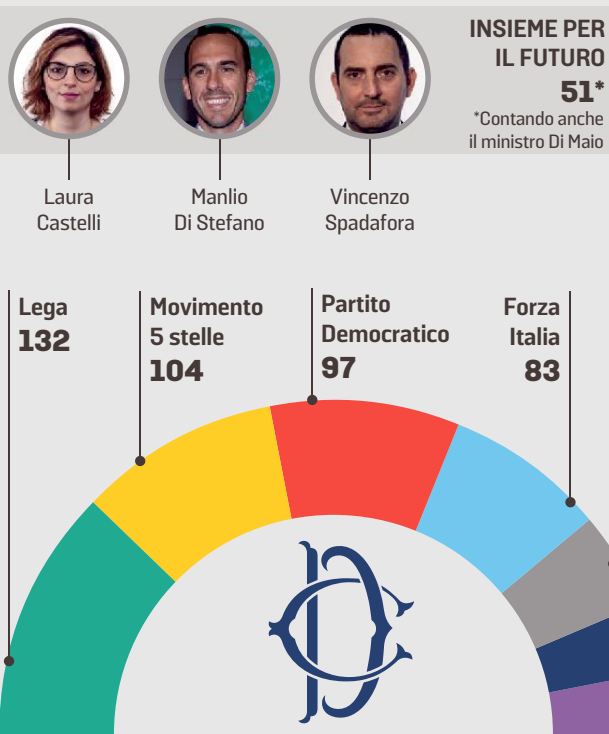 INSIEME PER
IL FUTURO
51*
*Contando anche
il ministro Di Maio
Laura
Castelli
Manlio
Di Stefano
Vincenzo
Spadafora
Lega
132
Movimento
5 stelle
104
Partito
Democratico
97
Forza
Italia
83